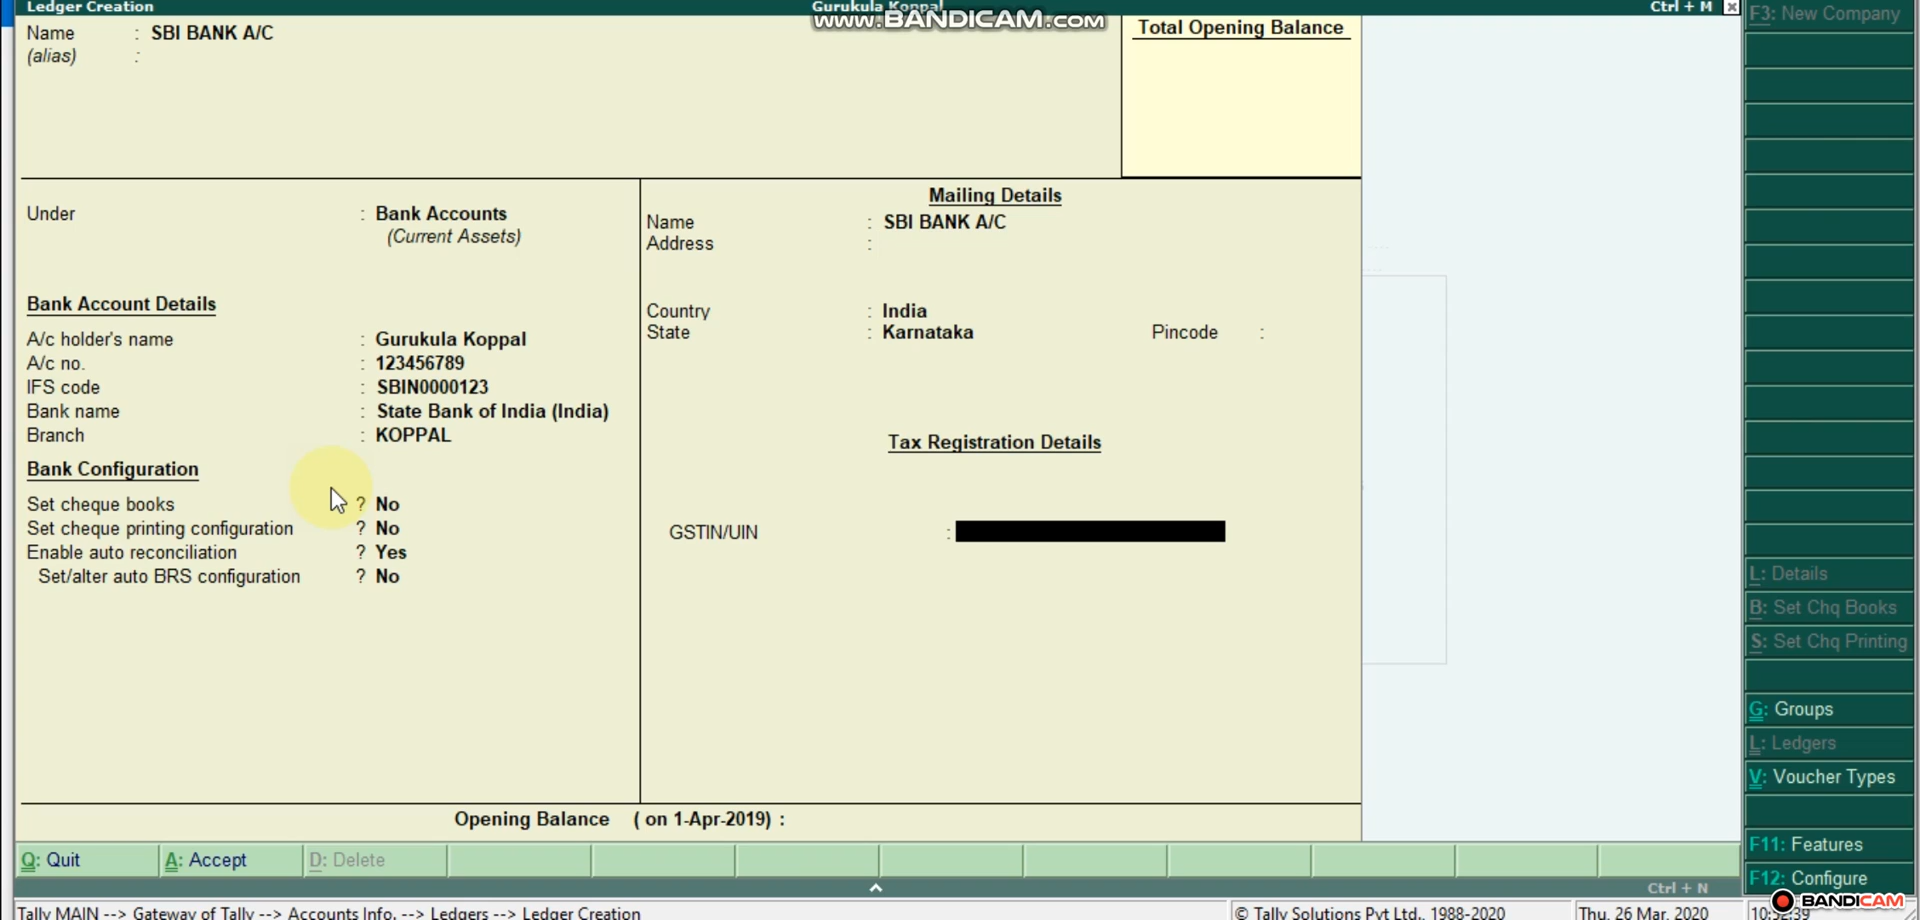 Ledger Creation Gurukula Koppal Ctrl + M
www.BANDICAM.com
Name : SBI BANK A/C
(alias) :
Total Opening Balance
Under : Bank Accounts
(Current Assets)
Bank Account Details
A/c holder's name : Gurukula Koppal
A/c no. : 123456789
IFS code : SBIN0000123
Bank name : State Bank of India (India)
Branch : KOPPAL
Bank Configuration
Set cheque books ? No
Set cheque printing configuration ? No
Enable auto reconciliation ? Yes
Set/alter auto BRS configuration ? No
Mailing Details
Name : SBI BANK A/C
Address :
Country : India
State : Karnataka Pincode :
Tax Registration Details
GSTIN/UIN :
Opening Balance ( on 1-Apr-2019) :
F3: New Company
L: Details
B: Set Chq Books
S: Set Chq Printing
G: Groups
L: Ledgers
V: Voucher Types
F11: Features
F12: Configure
Q: Quit A: Accept D: Delete
Ctrl + N
Tally MAIN --> Gateway of Tally --> Accounts Info. --> Ledgers --> Ledger Creation © Tally Solutions Pvt Ltd., 1988-2020 Thu, 26 Mar, 2020 10:52:39
BANDICAM